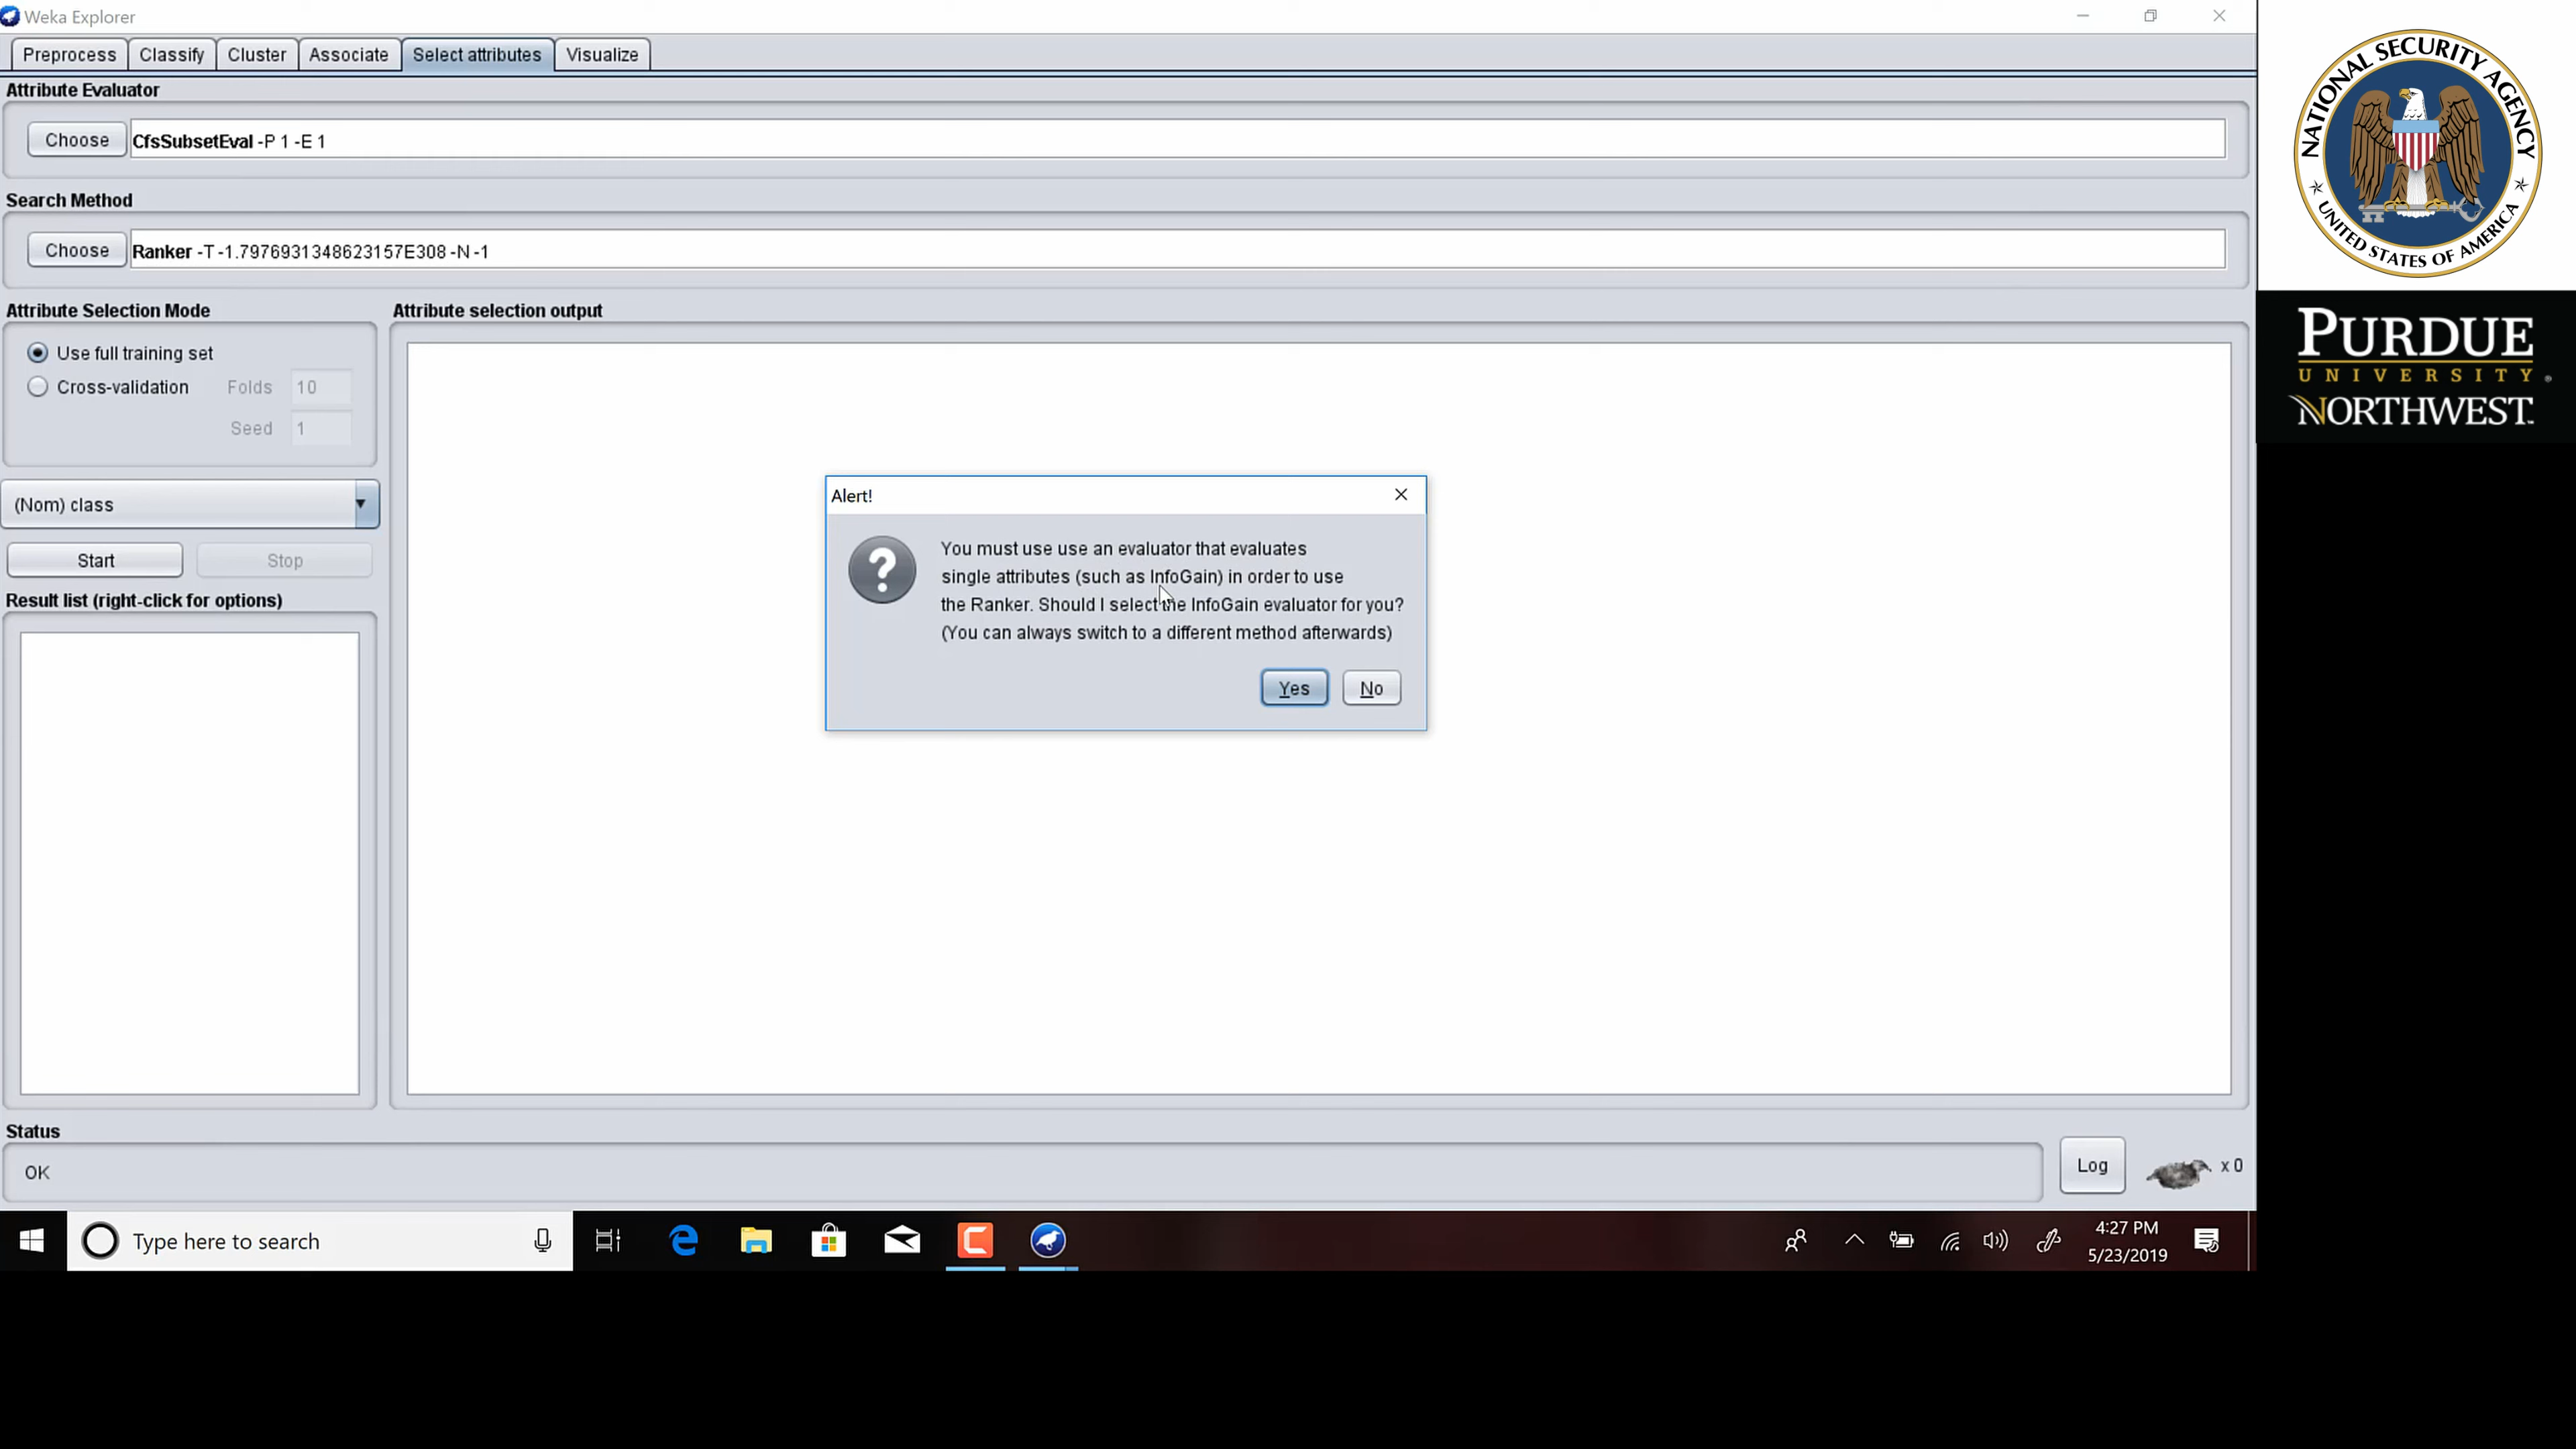 Weka Explorer
Preprocess Classify Cluster Associate Select attributes Visualize
Attribute Evaluator
Choose CfsSubsetEval -P 1 -E 1
Search Method
Choose Ranker -T -1.7976931348623157E308 -N -1
Attribute Selection Mode
Use full training set
Cross-validation Folds 10
Seed 1
(Nom) class
Start Stop
Result list (right-click for options)
Attribute selection output
Alert!
You must use use an evaluator that evaluates
single attributes (such as InfoGain) in order to use
the Ranker. Should I select the InfoGain evaluator for you?
(You can always switch to a different method afterwards)
Yes No
Status
OK
Log x 0
Type here to search
4:27 PM
5/23/2019
NATIONAL SECURITY AGENCY
UNITED STATES OF AMERICA
PURDUE
UNIVERSITY®
NORTHWEST™